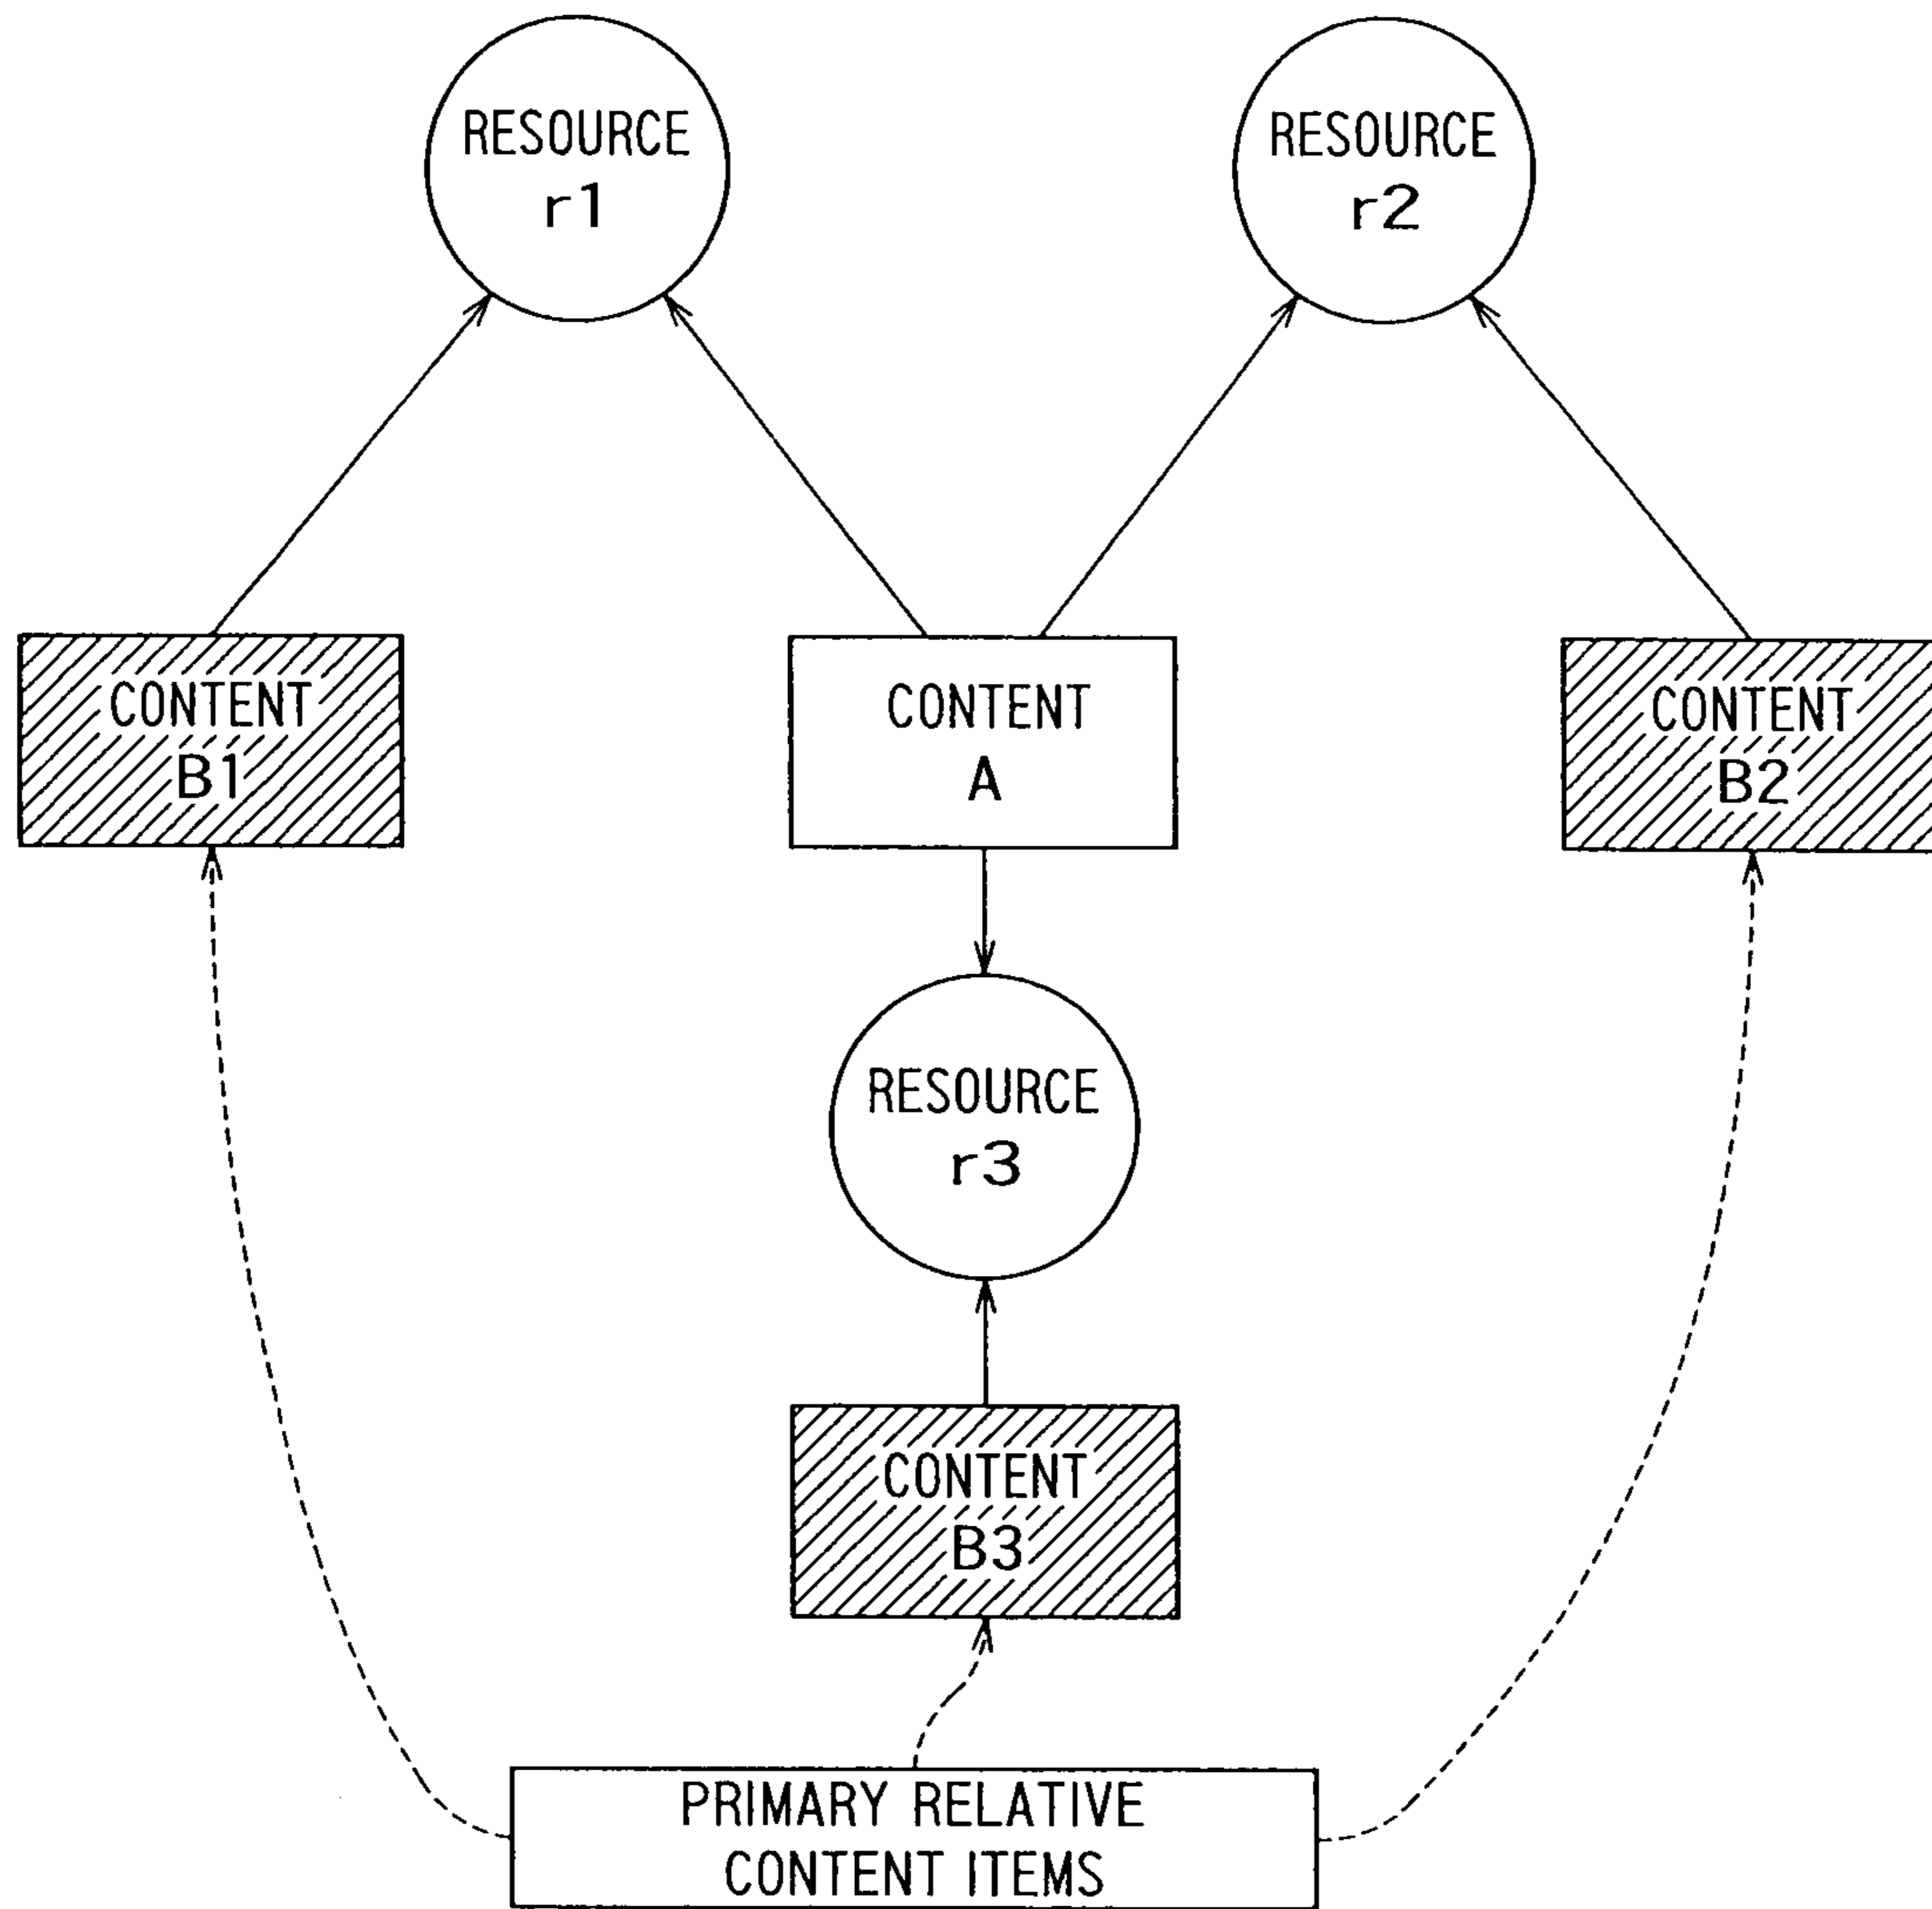 RESOURCE
r1
RESOURCE
r2
CONTENT
B1
CONTENT
A
CONTENT
B2
RESOURCE
r3
CONTENT
B3
PRIMARY RELATIVE
CONTENT ITEMS